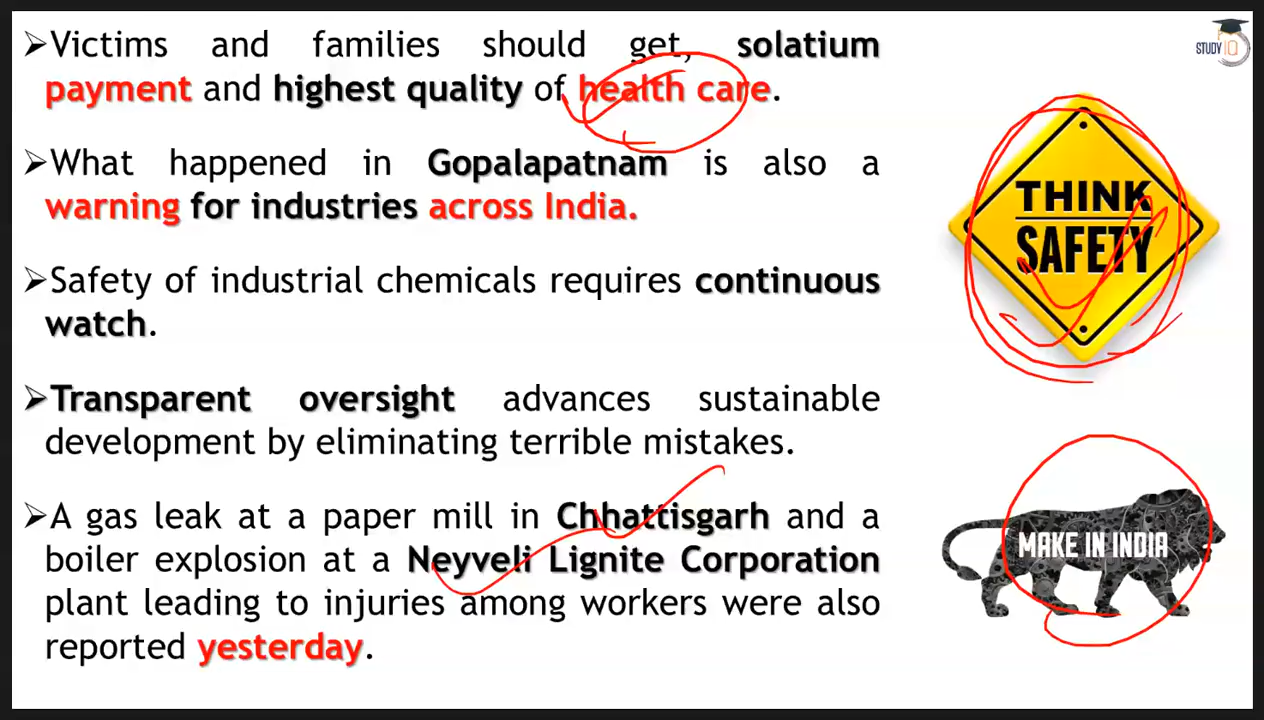 ➢Victims and families should get, solatium
payment and highest quality of health care.
➢What happened in Gopalapatnam is also a
warning for industries across India.
➢Safety of industrial chemicals requires continuous
watch.
➢Transparent oversight advances sustainable
development by eliminating terrible mistakes.
➢A gas leak at a paper mill in Chhattisgarh and a
boiler explosion at a Neyveli Lignite Corporation
plant leading to injuries among workers were also
reported yesterday.
STUDY IQ
THINK
SAFETY
MAKE IN INDIA